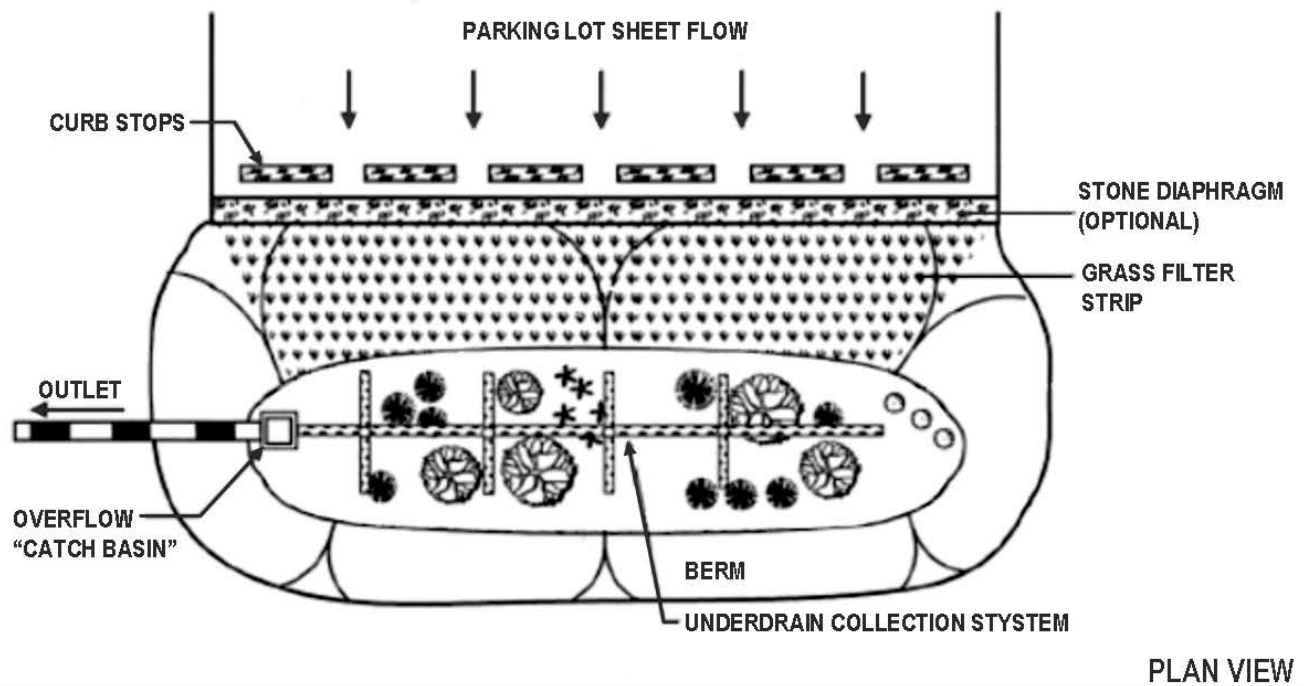 PARKING LOT SHEET FLOW
CURB STOPS
STONE DIAPHRAGM
(OPTIONAL)
GRASS FILTER
STRIP
OUTLET
OVERFLOW
“CATCH BASIN”
BERM
UNDERDRAIN COLLECTION STYSTEM
PLAN VIEW